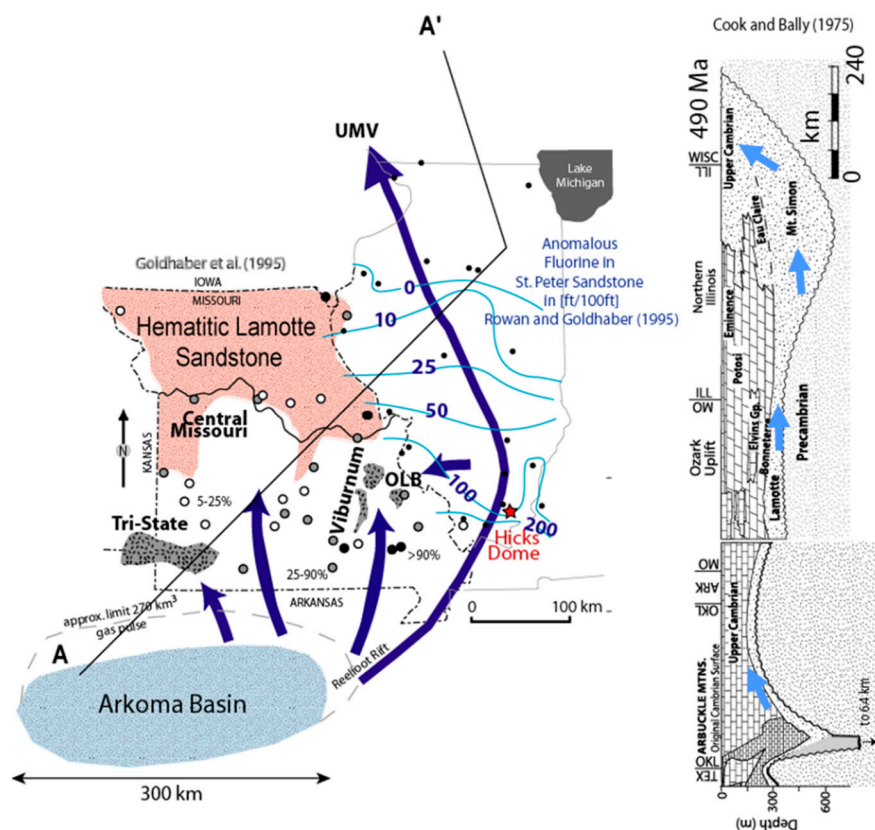 A'
UMV
Lake
Michigan
Goldhaber et al. (1995)
IOWA
MISSOURI
Hematitic Lamotte
Sandstone
Anomalous
Fluorine in
St. Peter Sandstone
in [ft/100ft]
Rowan and Goldhaber (1995)
0
10
25
50
100
200
N
KANSAS
Central
Missouri
Viburnum
OLB
5-25%
Tri-State
25-90%
>90%
Hicks
Dome
ARKANSAS
approx. limit 270 km³
gas pulse
A
Reelfoot Rift
0 100 km
Arkoma Basin
300 km
Cook and Bally (1975)
490 Ma
240
km
0
WISC
ILL
Upper Cambrian
Eau Claire
Mt. Simon
Northern
Illinois
Eminence
Potosi
ILL
MO
Elvins Gp.
Bonneterre
Precambrian
Ozark
Uplift
Lamotte
MO
ARK
OKL
Upper Cambrian
ARBUCKLE MTNS.
Original Cambrian Surface
OKL
TEX
to 6.4 km
0
300
600
Depth (m)